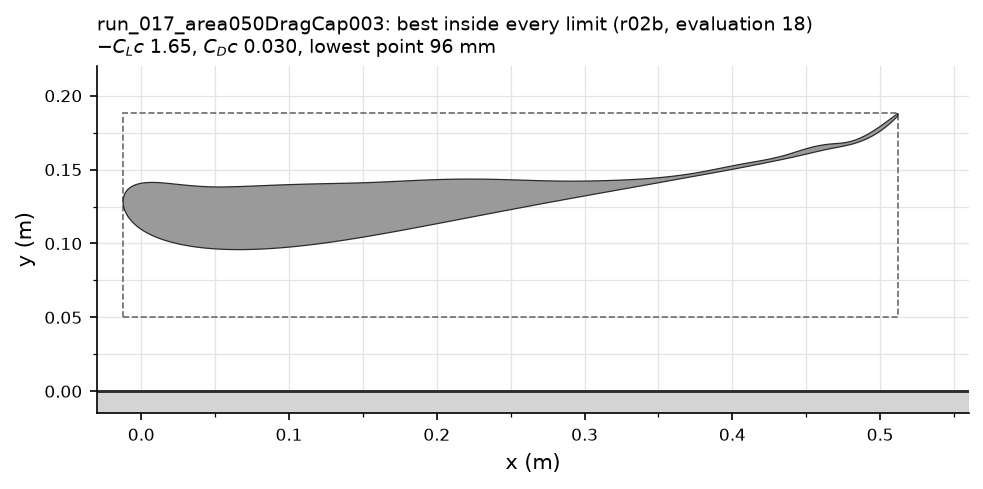 run_017_area050DragCap003: best inside every limit (r02b, evaluation 18)
−C_Lc 1.65, C_Dc 0.030, lowest point 96 mm
y (m)
0.20
0.15
0.10
0.05
0.00
0.0 0.1 0.2 0.3 0.4 0.5
x (m)